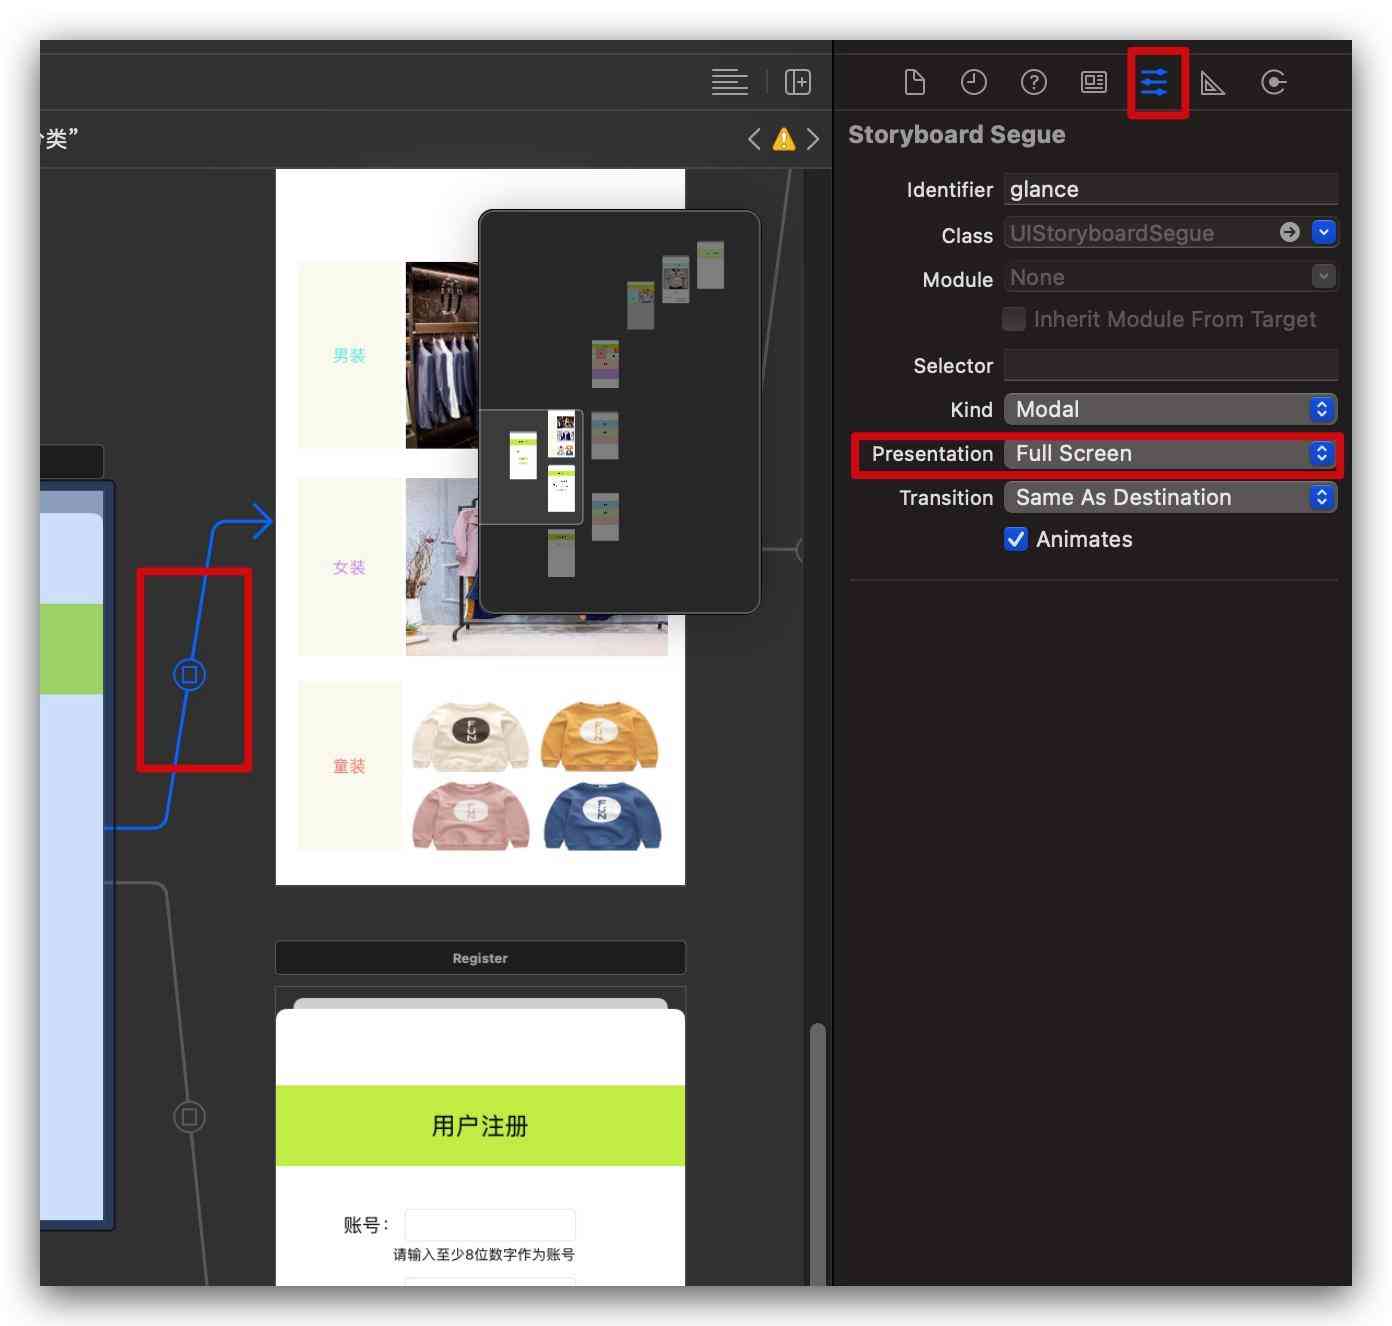 类”
Storyboard Segue
Identifier glance
Class UIStoryboardSegue
Module None
Inherit Module From Target
Selector
Kind Modal
Presentation Full Screen
Transition Same As Destination
Animates
男装
女装
童装
FUN
FUN
FUN
FUN
Register
用户注册
账号：
请输入至少8位数字作为账号